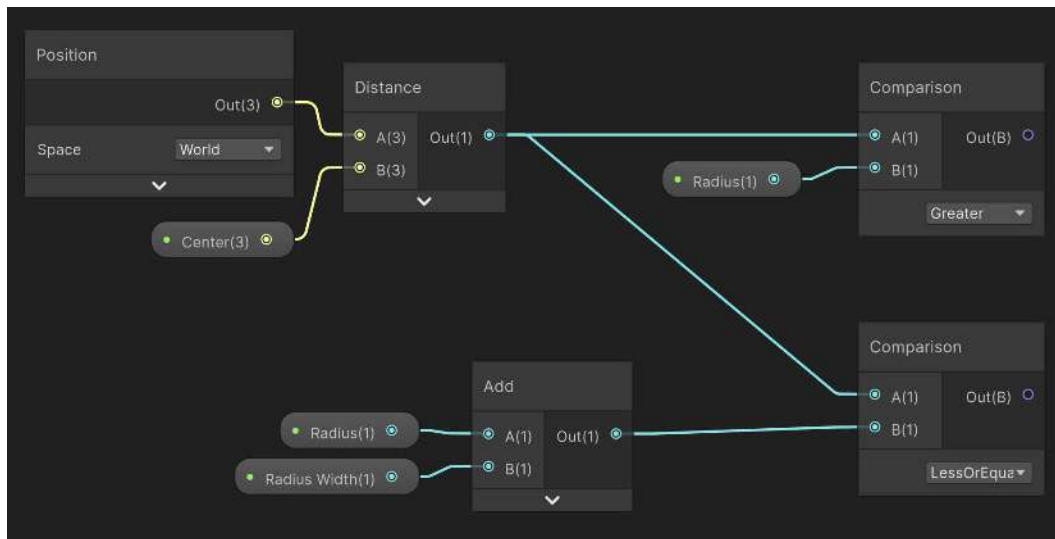 Position
Out(3)
Space
World
Center(3)
Distance
A(3)
Out(1)
B(3)
Radius(1)
Comparison
A(1)
Out(B)
B(1)
Greater
Add
Radius(1)
A(1)
Out(1)
Radius Width(1)
B(1)
Comparison
A(1)
Out(B)
B(1)
LessOrEqua